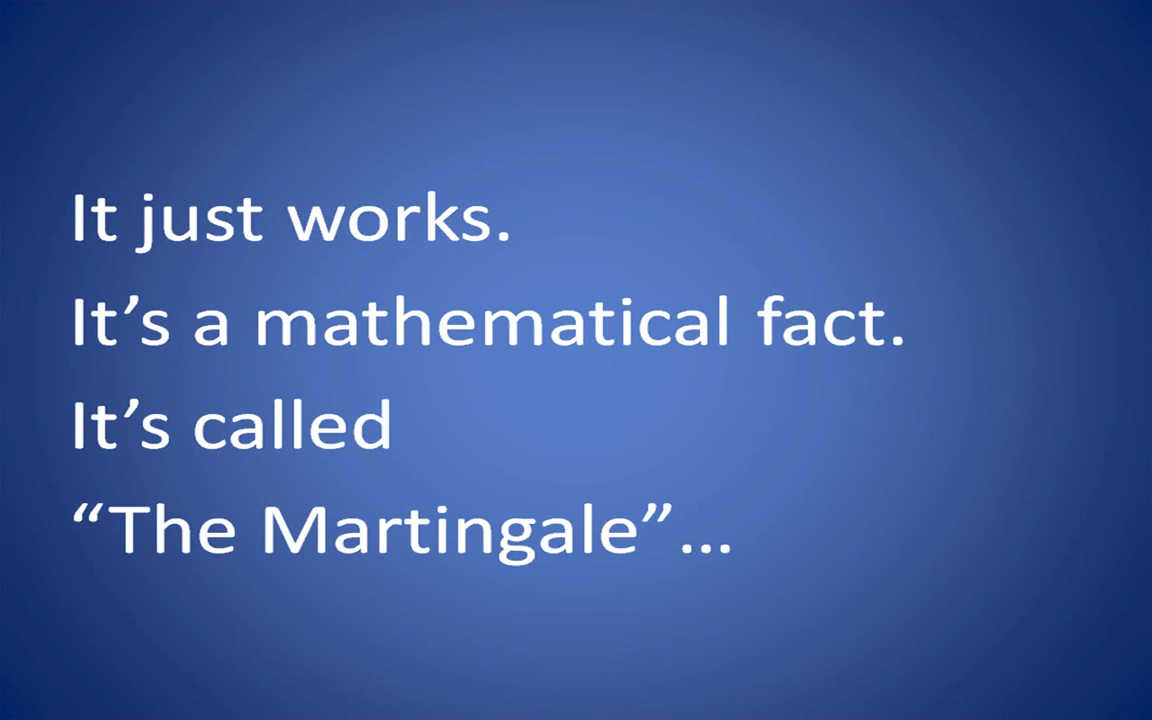 It just works.
It’s a mathematical fact.
It’s called
“The Martingale”...